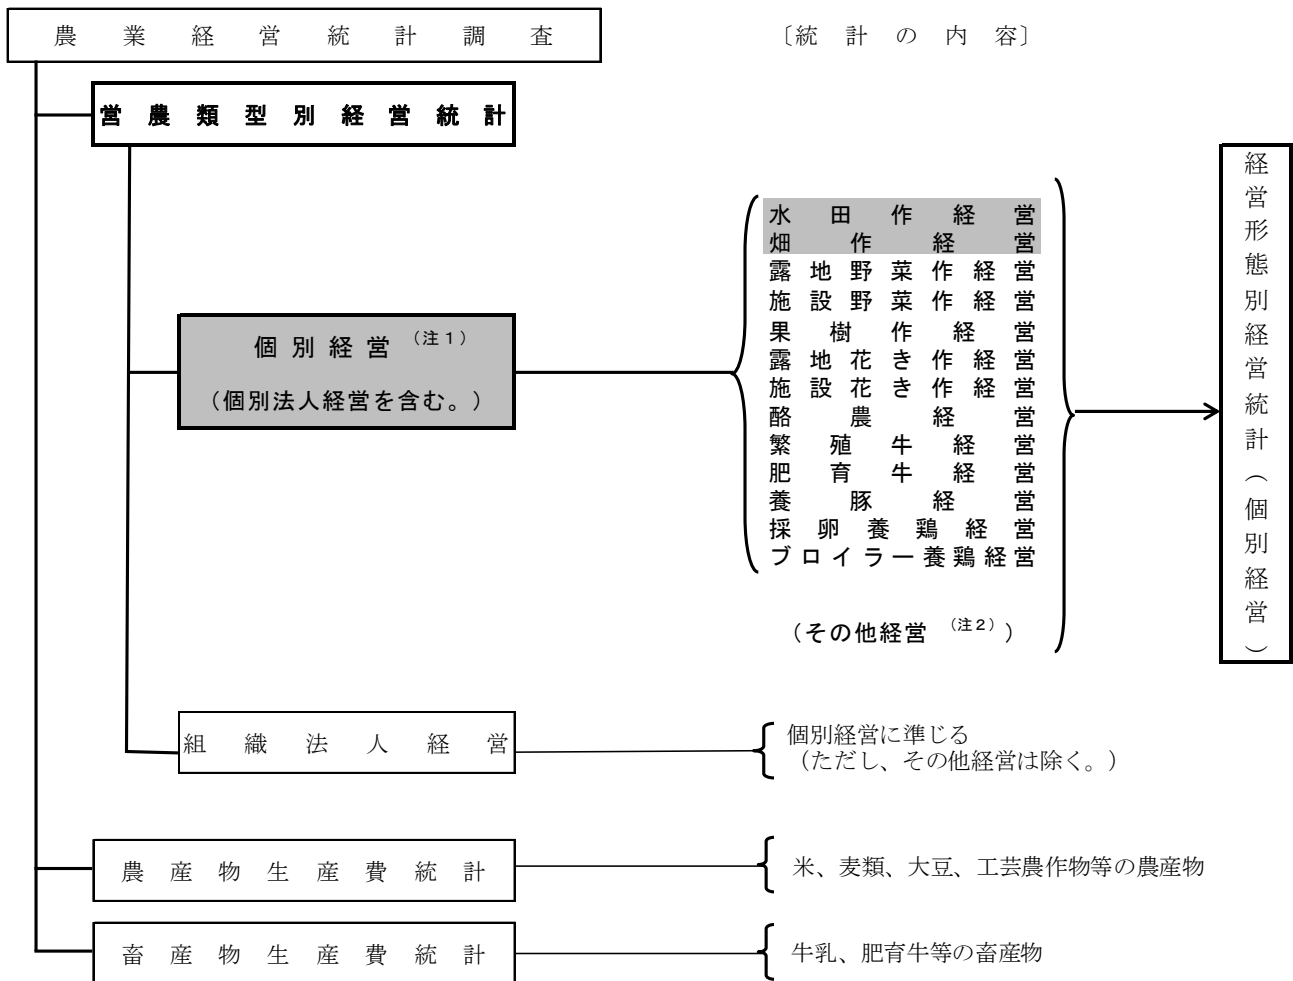 農業経営統計調査
〔統計の内容〕
営農類型別経営統計
個別経営（注1）
（個別法人経営を含む。）
水田作経営
畑作経営
露地野菜作経営
施設野菜作経営
果樹作経営
露地花き作経営
施設花き作経営
酪農経営
繁殖牛経営
肥育牛経営
養豚経営
採卵養鶏経営
ブロイラー養鶏経営
（その他経営（注2））
経営形態別経営統計（個別経営）
組織法人経営
個別経営に準じる
（ただし、その他経営は除く。）
農産物生産費統計
米、麦類、大豆、工芸農作物等の農産物
畜産物生産費統計
牛乳、肥育牛等の畜産物